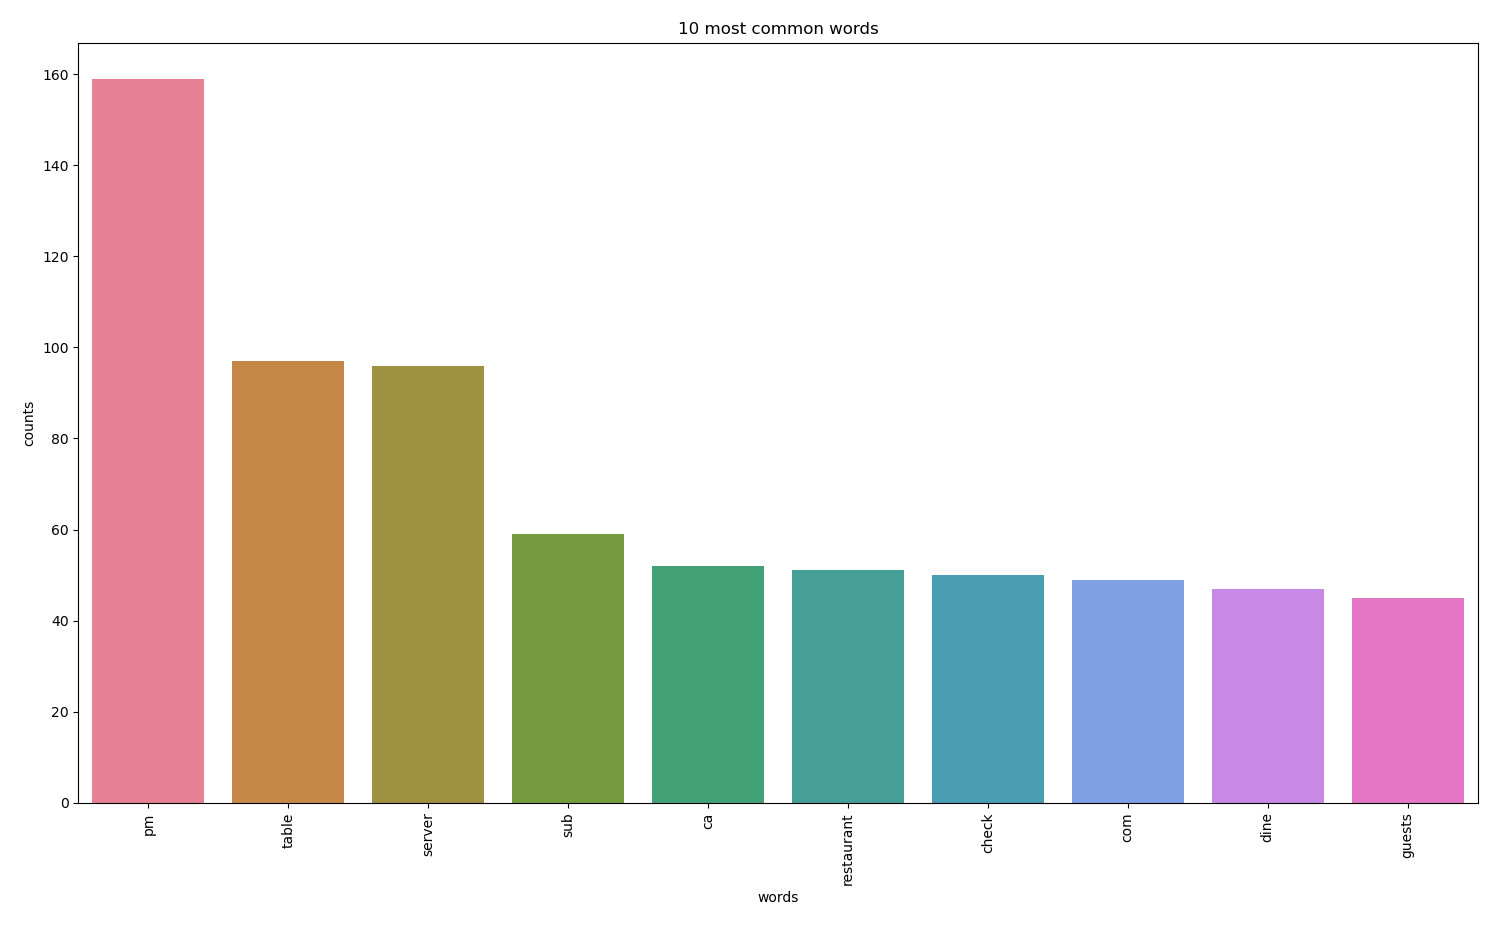 10 most common words
160
140
120
100
80
60
40
20
0
counts
pm
table
server
sub
ca
restaurant
check
com
dine
guests
words